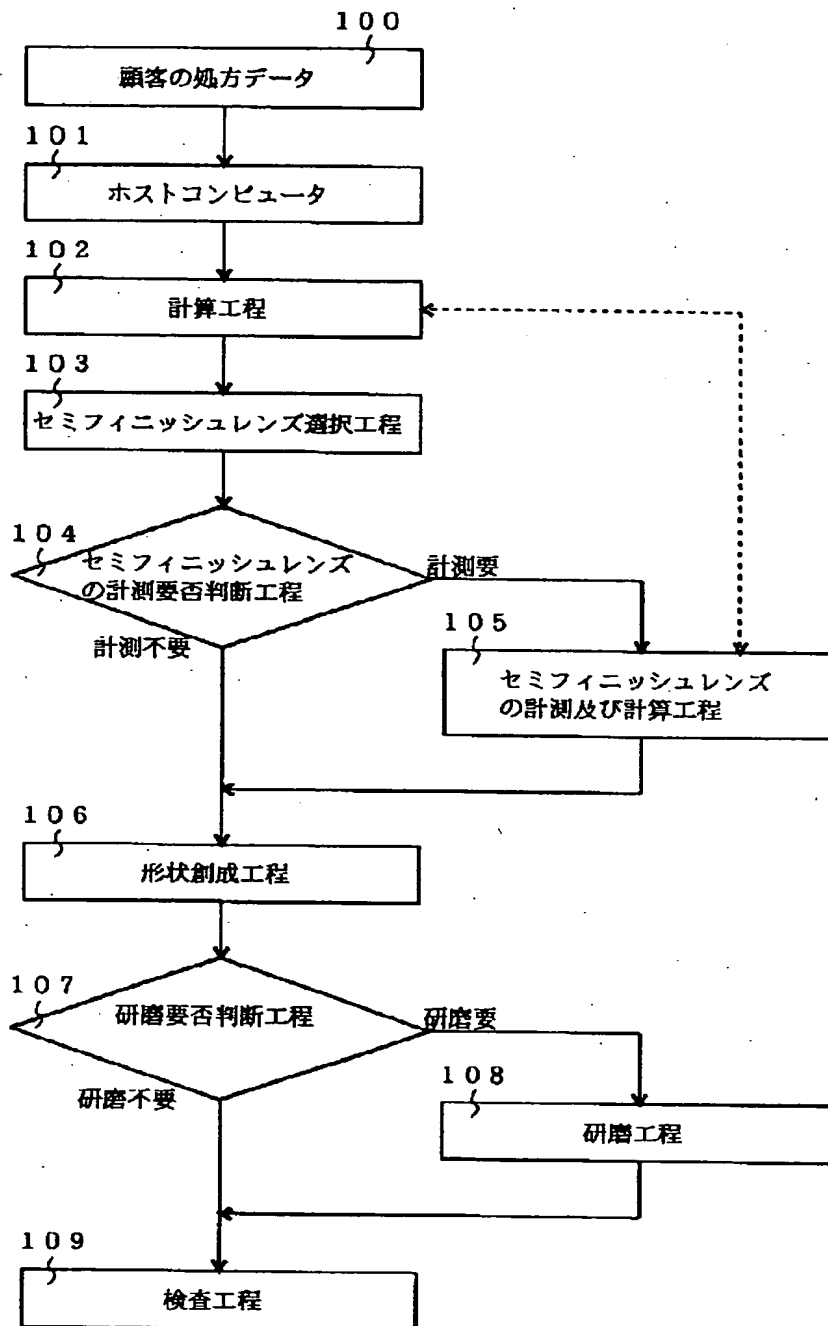 100
顧客の処方データ
101
ホストコンピュータ
102
計算工程
103
セミフィニッシュレンズ選択工程
104
セミフィニッシュレンズ
の計測要否判断工程
計測要
計測不要
105
セミフィニッシュレンズ
の計測及び計算工程
106
形状創成工程
107
研磨要否判断工程
研磨要
研磨不要
108
研磨工程
109
検査工程